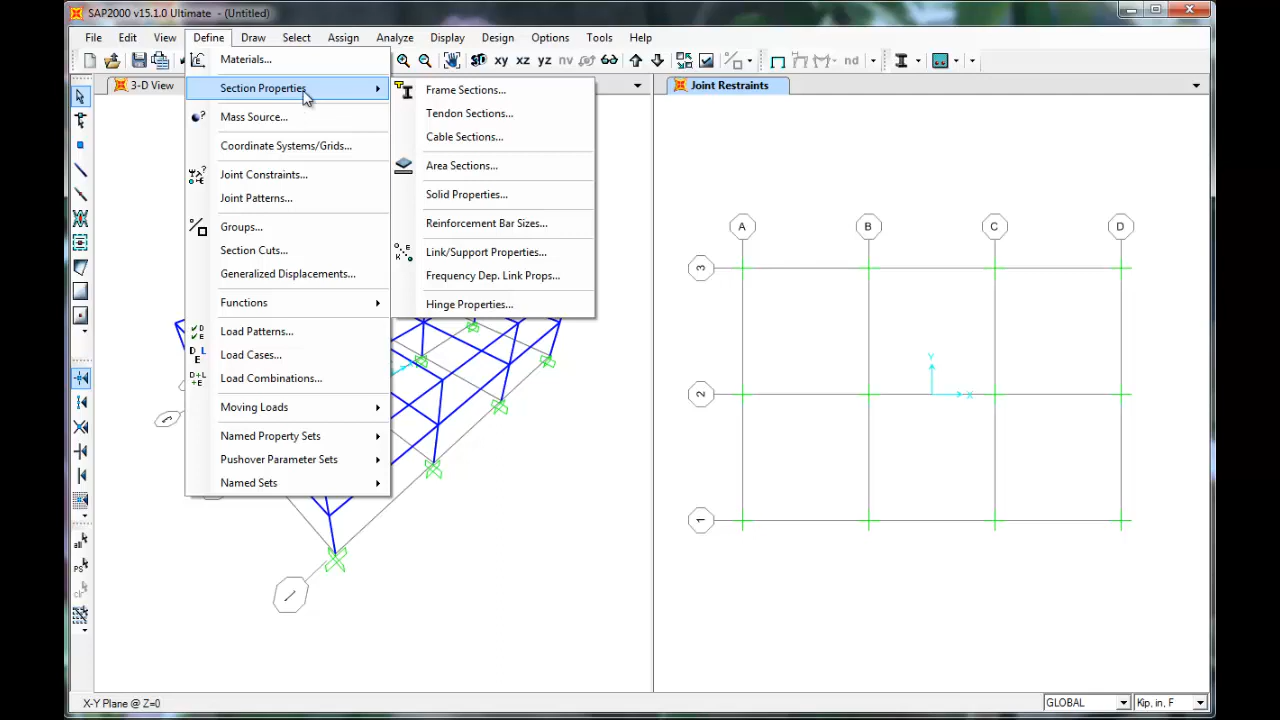 SAP2000 v15.1.0 Ultimate - (Untitled)
File Edit View Define Draw Select Assign Analyze Display Design Options Tools Help
3-D xy xz yz nv nd
3-D View
Joint Restraints
Materials...
Section Properties
Mass Source...
Coordinate Systems/Grids...
Joint Constraints...
Joint Patterns...
Groups...
Section Cuts...
Generalized Displacements...
Functions
Load Patterns...
Load Cases...
Load Combinations...
Moving Loads
Named Property Sets
Pushover Parameter Sets
Named Sets
Frame Sections...
Tendon Sections...
Cable Sections...
Area Sections...
Solid Properties...
Reinforcement Bar Sizes...
Link/Support Properties...
Frequency Dep. Link Props...
Hinge Properties...
A B C D
3
2
1
Y
X
all
PS
clr
X-Y Plane @ Z=0
GLOBAL
Kip, in, F